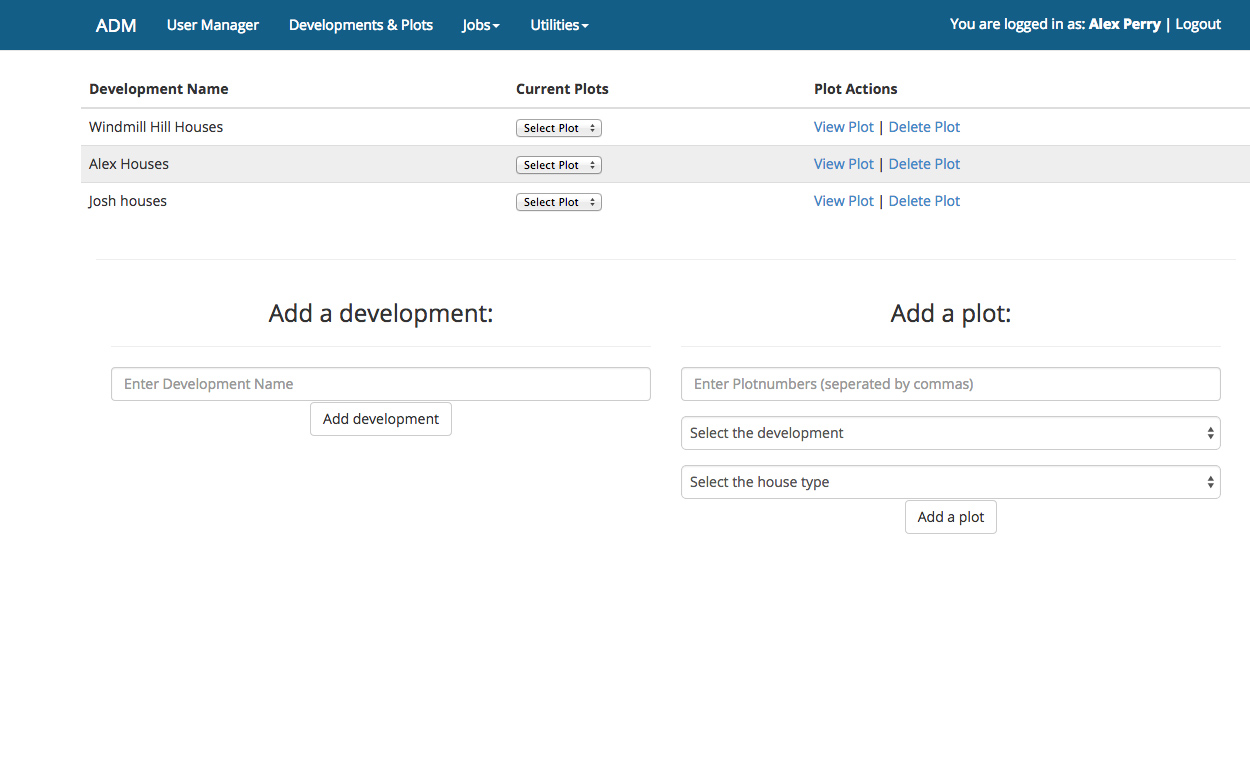 ADM User Manager Developments & Plots Jobs Utilities You are logged in as: Alex Perry | Logout
Development Name Current Plots Plot Actions
Windmill Hill Houses Select Plot View Plot | Delete Plot
Alex Houses Select Plot View Plot | Delete Plot
Josh houses Select Plot View Plot | Delete Plot
Add a development: Add a plot:
Enter Development Name Enter Plotnumbers (seperated by commas)
Add development Select the development
Select the house type
Add a plot